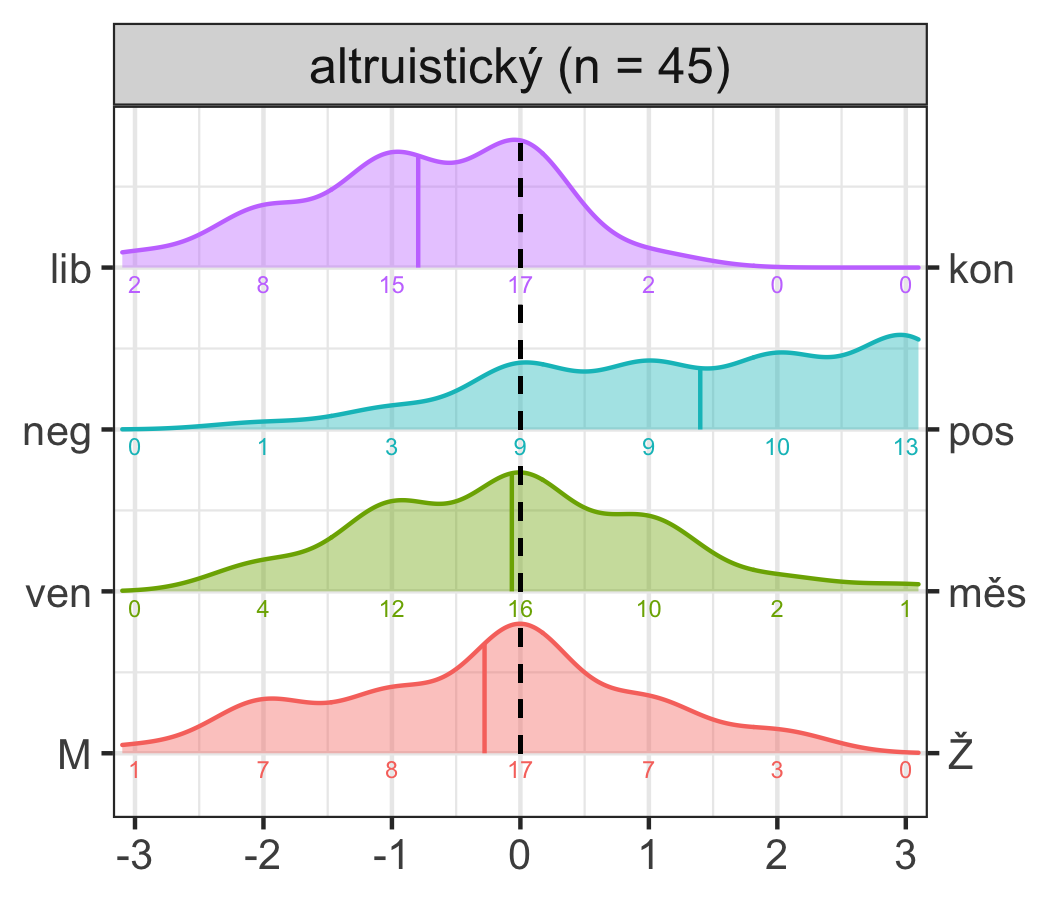 altruistický (n = 45)
lib kon
2 8 15 17 2 0 0
neg pos
0 1 3 9 9 10 13
ven měs
0 4 12 16 10 2 1
M Ž
1 7 8 17 7 3 0
-3 -2 -1 0 1 2 3